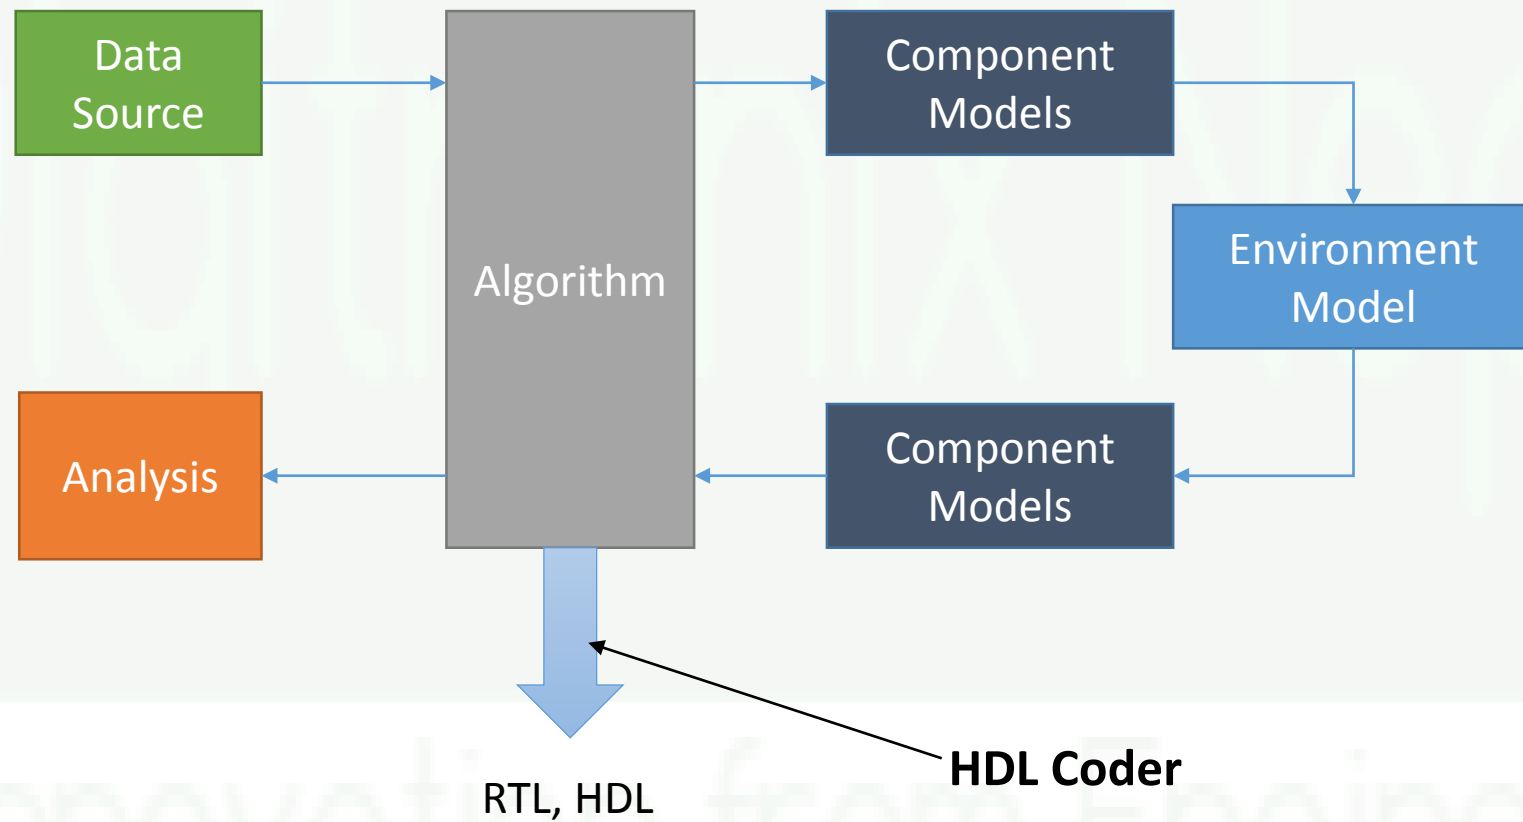 Data
Source
Component
Models
Environment
Model
Algorithm
Component
Models
Analysis
HDL Coder
RTL, HDL